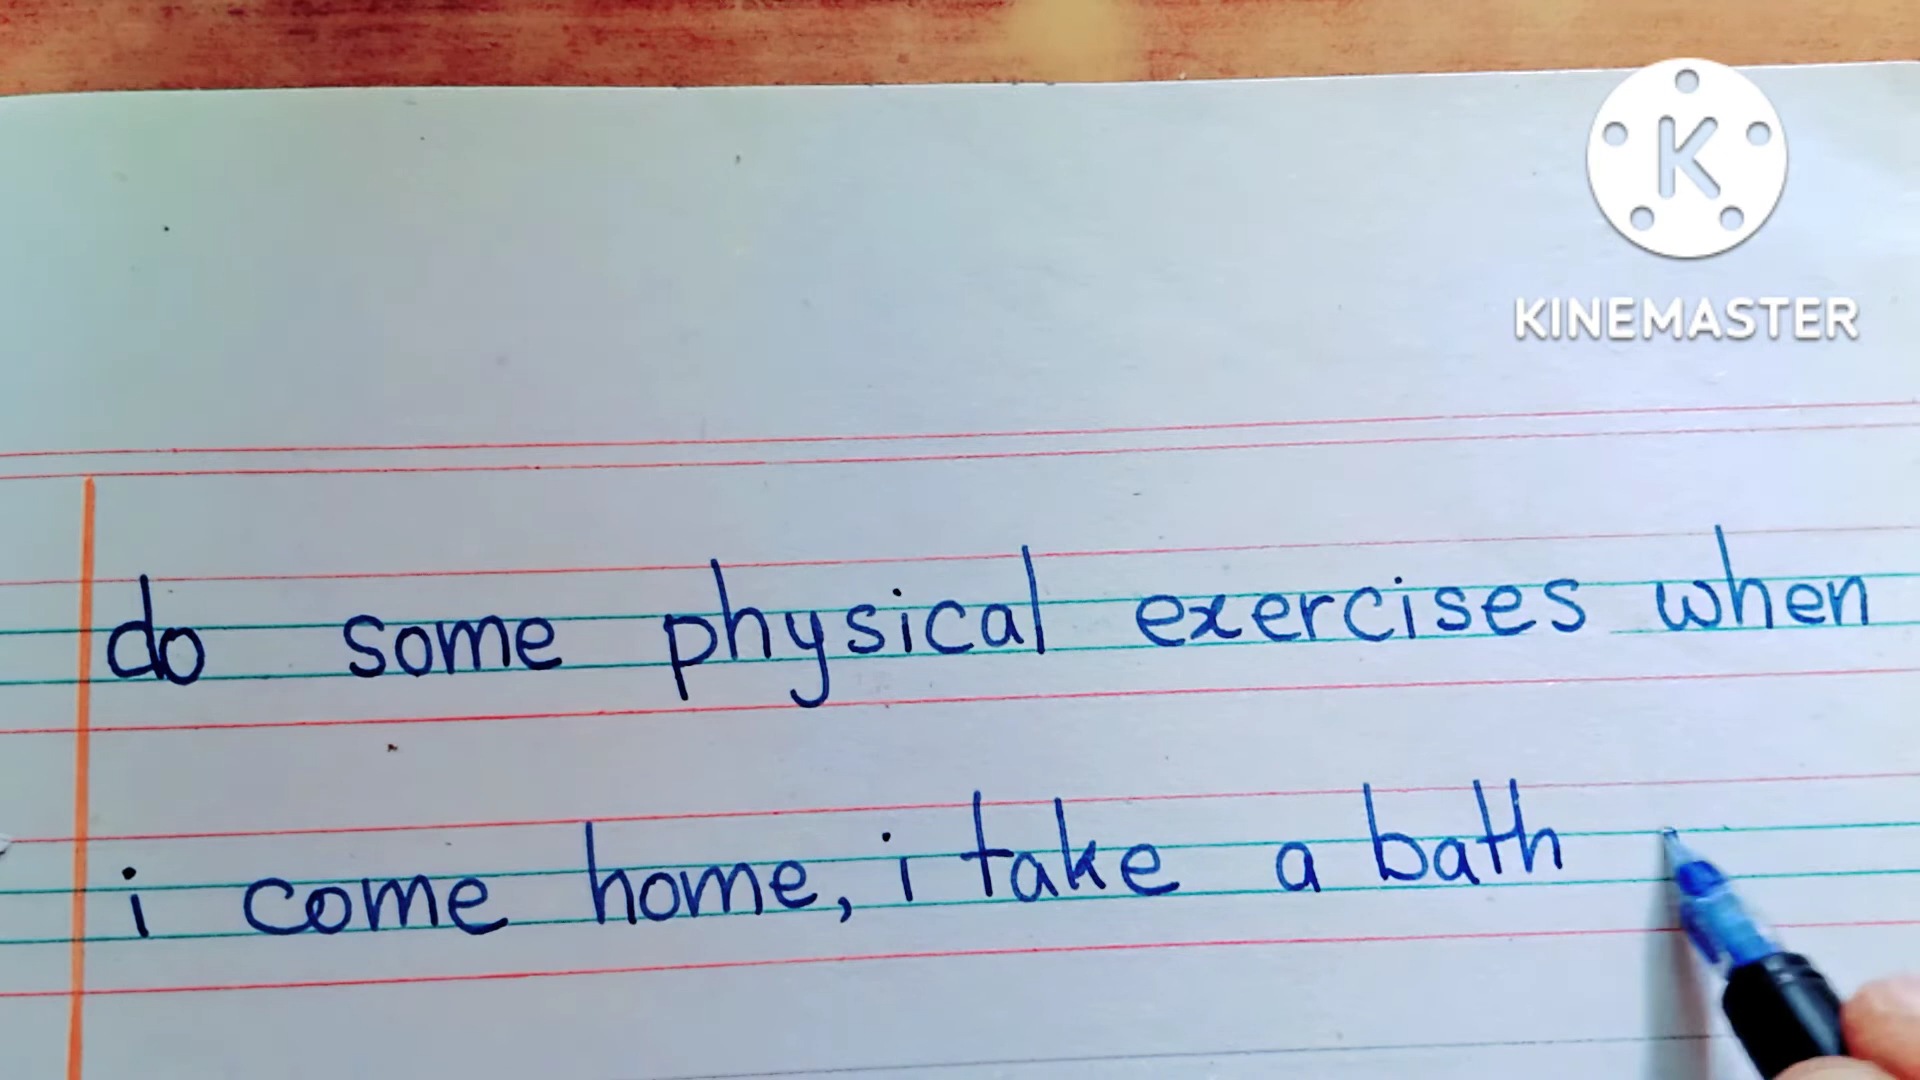 K
KINEMASTER
do some physical exercises when
i come home, i take a bath